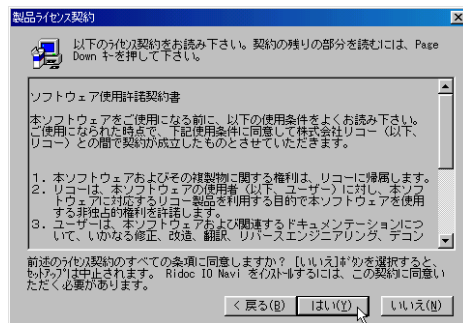 製品ライセンス契約
以下のライセンス契約をお読み下さい。契約の残りの部分を読むには、Page
Down キーを押して下さい。
ソフトウェア使用許諾契約書
本ソフトウェアをご使用になる前に、以下の使用条件をよくお読み下さい。
ご使用になられた時点で、下記使用条件に同意して株式会社リコー（以下、
リコー）との間で契約が成立したものとさせていただきます。
1. 本ソフトウェアおよびその複製物に関する権利は、リコーに帰属します。
2. リコーは、本ソフトウェアの使用者（以下、ユーザー）に対し、本ソフ
トウェアに対応するリコー製品を利用する目的で本ソフトウェアを使用
する非独占的権利を許諾します。
3. ユーザーは、本ソフトウェアおよび関連するドキュメンテーションにつ
いて、いかなる修正、改造、翻訳、リバースエンジニアリング、デコン
前述のライセンス契約のすべての条項に同意しますか？ [いいえ]ボタンを選択すると、
セットアップは中止されます。 Ridoc IO Navi をインストールするには、この契約に同意い
ただく必要があります。
< 戻る(B) はい(Y) いいえ(N)